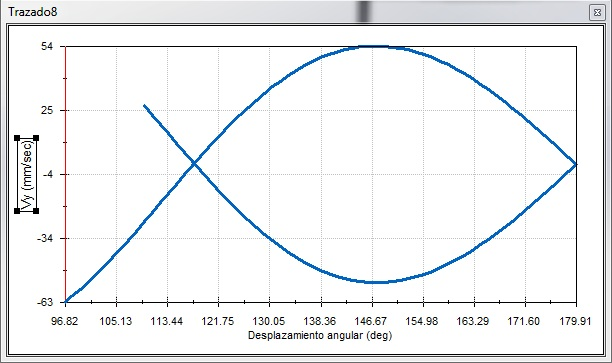 Trazado8
54
25
-4
-34
-63
Vy (mm/sec)
96.82 105.13 113.44 121.75 130.05 138.36 146.67 154.98 163.29 171.60 179.91
Desplazamiento angular (deg)